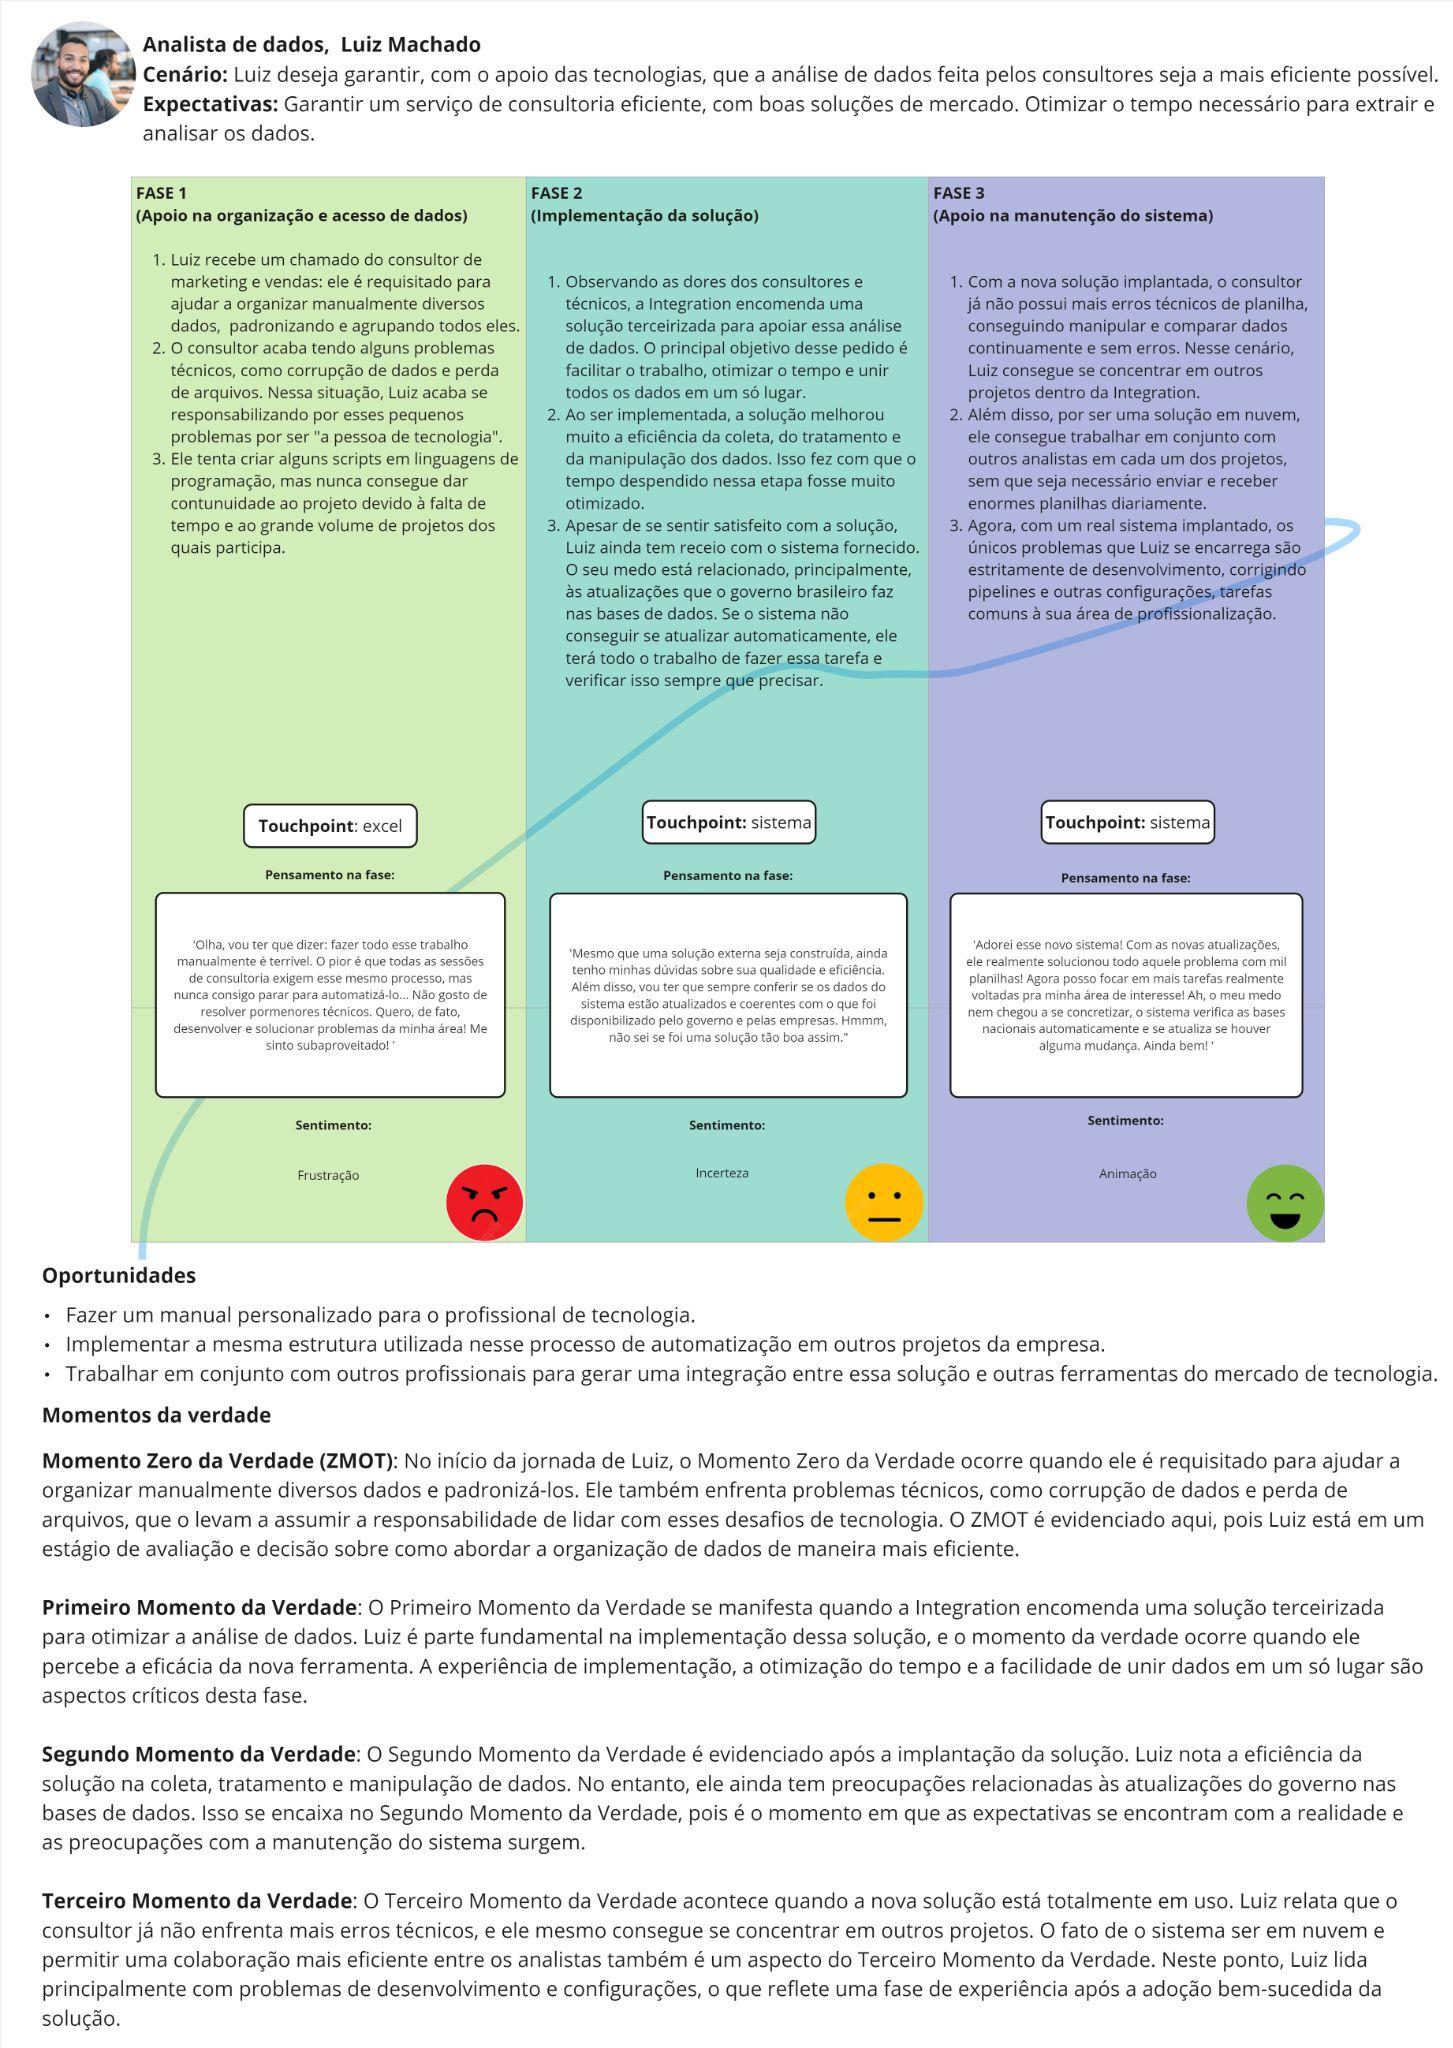 Analista de dados,  Luiz Machado
Cenário: Luiz deseja garantir, com o apoio das tecnologias, que a análise de dados feita pelos consultores seja a mais eficiente possível.
Expectativas: Garantir um serviço de consultoria eficiente, com boas soluções de mercado. Otimizar o tempo necessário para extrair e
analisar os dados.
FASE 1
(Apoio na organização e acesso de dados)
1. Luiz recebe um chamado do consultor de
marketing e vendas: ele é requisitado para
ajudar a organizar manualmente diversos
dados,  padronizando e agrupando todos eles.
2. O consultor acaba tendo alguns problemas
técnicos, como corrupção de dados e perda
de arquivos. Nessa situação, Luiz acaba se
responsabilizando por esses pequenos
problemas por ser "a pessoa de tecnologia".
3. Ele tenta criar alguns scripts em linguagens de
programação, mas nunca consegue dar
contunuidade ao projeto devido à falta de
tempo e ao grande volume de projetos dos
quais participa.
Touchpoint: excel
Pensamento na fase:
'Olha, vou ter que dizer: fazer todo esse trabalho
manualmente é terrível. O pior é que todas as sessões
de consultoria exigem esse mesmo processo, mas
nunca consigo parar para automatizá-lo... Não gosto de
resolver pormenores técnicos. Quero, de fato,
desenvolver e solucionar problemas da minha área! Me
sinto subaproveitado! '
Sentimento:
Frustração
FASE 2
(Implementação da solução)
1. Observando as dores dos consultores e
técnicos, a Integration encomenda uma
solução terceirizada para apoiar essa análise
de dados. O principal objetivo desse pedido é
facilitar o trabalho, otimizar o tempo e unir
todos os dados em um só lugar.
2. Ao ser implementada, a solução melhorou
muito a eficiência da coleta, do tratamento e
da manipulação dos dados. Isso fez com que o
tempo despendido nessa etapa fosse muito
otimizado.
3. Apesar de se sentir satisfeito com a solução,
Luiz ainda tem receio com o sistema fornecido.
O seu medo está relacionado, principalmente,
às atualizações que o governo brasileiro faz
nas bases de dados. Se o sistema não
conseguir se atualizar automaticamente, ele
terá todo o trabalho de fazer essa tarefa e
verificar isso sempre que precisar.
Touchpoint: sistema
Pensamento na fase:
'Mesmo que uma solução externa seja construída, ainda
tenho minhas dúvidas sobre sua qualidade e eficiência.
Além disso, vou ter que sempre conferir se os dados do
sistema estão atualizados e coerentes com o que foi
disponibilizado pelo governo e pelas empresas. Hmmm,
não sei se foi uma solução tão boa assim."
Sentimento:
Incerteza
FASE 3
(Apoio na manutenção do sistema)
1. Com a nova solução implantada, o consultor
já não possui mais erros técnicos de planilha,
conseguindo manipular e comparar dados
continuamente e sem erros. Nesse cenário,
Luiz consegue se concentrar em outros
projetos dentro da Integration.
2. Além disso, por ser uma solução em nuvem,
ele consegue trabalhar em conjunto com
outros analistas em cada um dos projetos,
sem que seja necessário enviar e receber
enormes planilhas diariamente.
3. Agora, com um real sistema implantado, os
únicos problemas que Luiz se encarrega são
estritamente de desenvolvimento, corrigindo
pipelines e outras configurações, tarefas
comuns à sua área de profissionalização.
Touchpoint: sistema
Pensamento na fase:
'Adorei esse novo sistema! Com as novas atualizações,
ele realmente solucionou todo aquele problema com mil
planilhas! Agora posso focar em mais tarefas realmente
voltadas pra minha área de interesse! Ah, o meu medo
nem chegou a se concretizar, o sistema verifica as bases
nacionais automaticamente e se atualiza se houver
alguma mudança. Ainda bem! '
Sentimento:
Animação
Oportunidades
• Fazer um manual personalizado para o profissional de tecnologia.
• Implementar a mesma estrutura utilizada nesse processo de automatização em outros projetos da empresa.
• Trabalhar em conjunto com outros profissionais para gerar uma integração entre essa solução e outras ferramentas do mercado de tecnologia.
Momentos da verdade
Momento Zero da Verdade (ZMOT): No início da jornada de Luiz, o Momento Zero da Verdade ocorre quando ele é requisitado para ajudar a
organizar manualmente diversos dados e padronizá-los. Ele também enfrenta problemas técnicos, como corrupção de dados e perda de
arquivos, que o levam a assumir a responsabilidade de lidar com esses desafios de tecnologia. O ZMOT é evidenciado aqui, pois Luiz está em um
estágio de avaliação e decisão sobre como abordar a organização de dados de maneira mais eficiente.
Primeiro Momento da Verdade: O Primeiro Momento da Verdade se manifesta quando a Integration encomenda uma solução terceirizada
para otimizar a análise de dados. Luiz é parte fundamental na implementação dessa solução, e o momento da verdade ocorre quando ele
percebe a eficácia da nova ferramenta. A experiência de implementação, a otimização do tempo e a facilidade de unir dados em um só lugar são
aspectos críticos desta fase.
Segundo Momento da Verdade: O Segundo Momento da Verdade é evidenciado após a implantação da solução. Luiz nota a eficiência da
solução na coleta, tratamento e manipulação de dados. No entanto, ele ainda tem preocupações relacionadas às atualizações do governo nas
bases de dados. Isso se encaixa no Segundo Momento da Verdade, pois é o momento em que as expectativas se encontram com a realidade e
as preocupações com a manutenção do sistema surgem.
Terceiro Momento da Verdade: O Terceiro Momento da Verdade acontece quando a nova solução está totalmente em uso. Luiz relata que o
consultor já não enfrenta mais erros técnicos, e ele mesmo consegue se concentrar em outros projetos. O fato de o sistema ser em nuvem e
permitir uma colaboração mais eficiente entre os analistas também é um aspecto do Terceiro Momento da Verdade. Neste ponto, Luiz lida
principalmente com problemas de desenvolvimento e configurações, o que reflete uma fase de experiência após a adoção bem-sucedida da
solução.